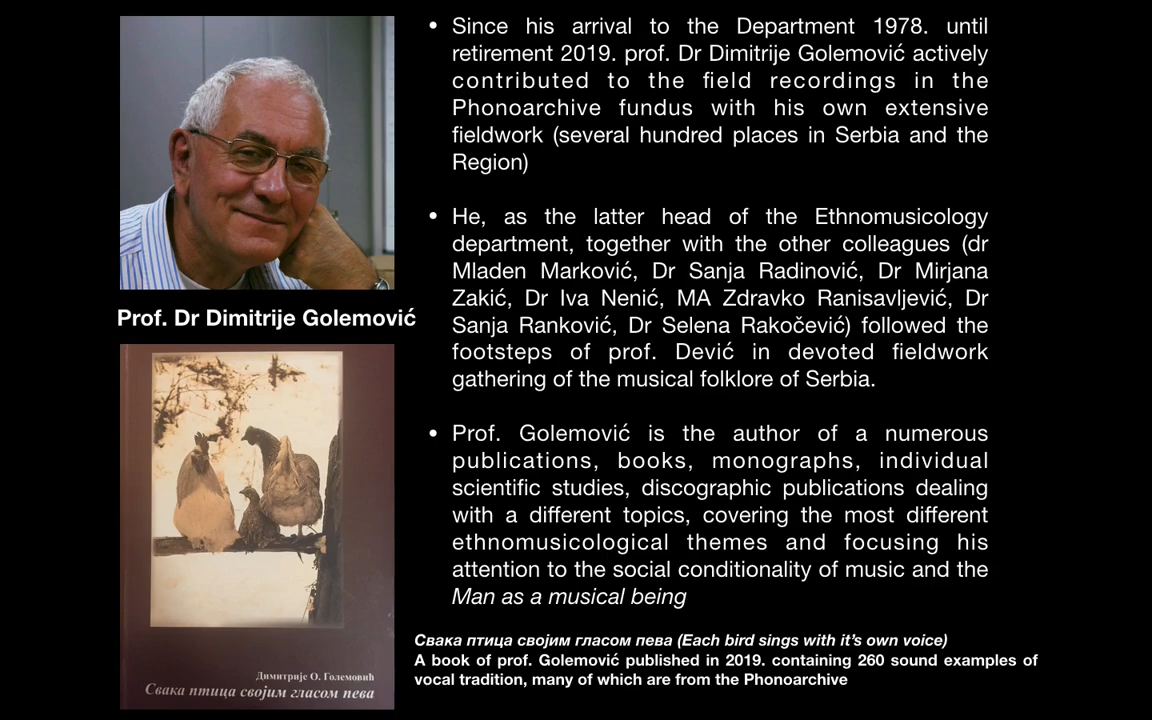 • Since his arrival to the Department 1978. until
retirement 2019. prof. Dr Dimitrije Golemović actively
contributed to the field recordings in the
Phonoarchive fundus with his own extensive
fieldwork (several hundred places in Serbia and the
Region)
• He, as the latter head of the Ethnomusicology
department, together with the other colleagues (dr
Mladen Marković, Dr Sanja Radinović, Dr Mirjana
Zakić, Dr Iva Nenić, MA Zdravko Ranisavljević, Dr
Sanja Ranković, Dr Selena Rakočević) followed the
footsteps of prof. Dević in devoted fieldwork
gathering of the musical folklore of Serbia.
• Prof. Golemović is the author of a numerous
publications, books, monographs, individual
scientific studies, discographic publications dealing
with a different topics, covering the most different
ethnomusicological themes and focusing his
attention to the social conditionality of music and the
Man as a musical being
Prof. Dr Dimitrije Golemović
Димитрије О. Големовић
Свака птица својим гласом пева
Свака птица својим гласом пева (Each bird sings with it's own voice)
A book of prof. Golemović published in 2019. containing 260 sound examples of
vocal tradition, many of which are from the Phonoarchive